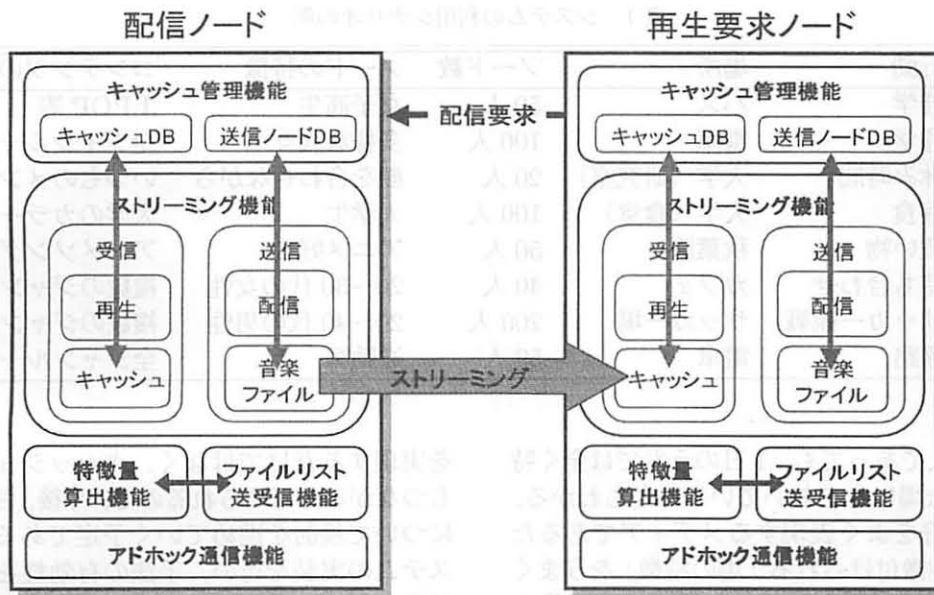 配信ノード
キャッシュ管理機能
キャッシュDB
送信ノードDB
ストリーミング機能
受信
送信
再生
配信
キャッシュ
音楽
ファイル
特徴量
算出機能
ファイルリスト
送受信機能
アドホック通信機能
配信要求
ストリーミング
再生要求ノード
キャッシュ管理機能
キャッシュDB
送信ノードDB
ストリーミング機能
受信
送信
再生
配信
キャッシュ
音楽
ファイル
特徴量
算出機能
ファイルリスト
送受信機能
アドホック通信機能